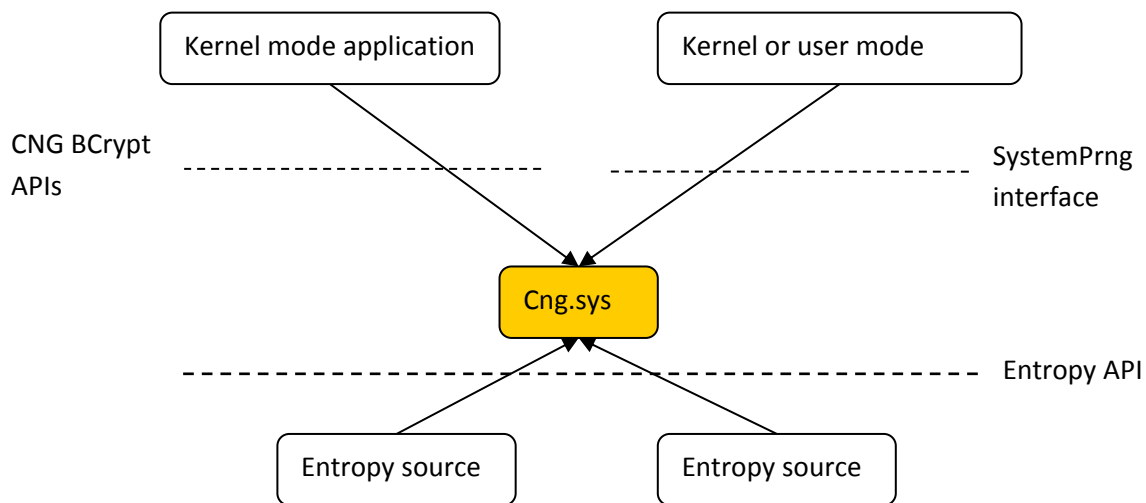 Kernel mode application
Kernel or user mode
CNG BCrypt
APIs
SystemPrng
interface
Cng.sys
Entropy API
Entropy source
Entropy source